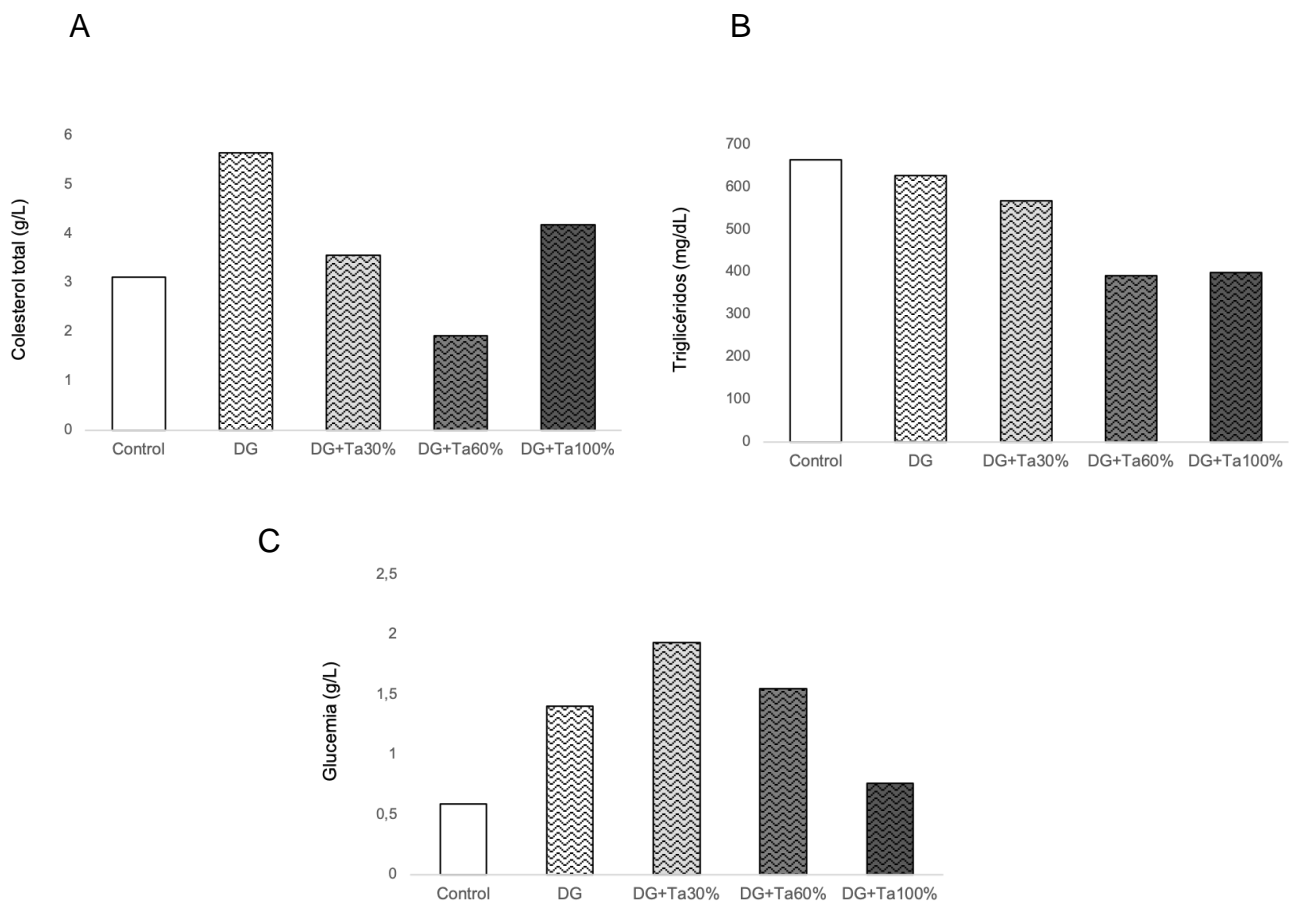 A
Colesterol total (g/L)
6
5
4
3
2
1
0
Control DG DG+Ta30% DG+Ta60% DG+Ta100%
B
Triglicéridos (mg/dL)
700
600
500
400
300
200
100
0
Control DG DG+Ta30% DG+Ta60% DG+Ta100%
C
Glucemia (g/L)
2,5
2
1,5
1
0,5
0
Control DG DG+Ta30% DG+Ta60% DG+Ta100%